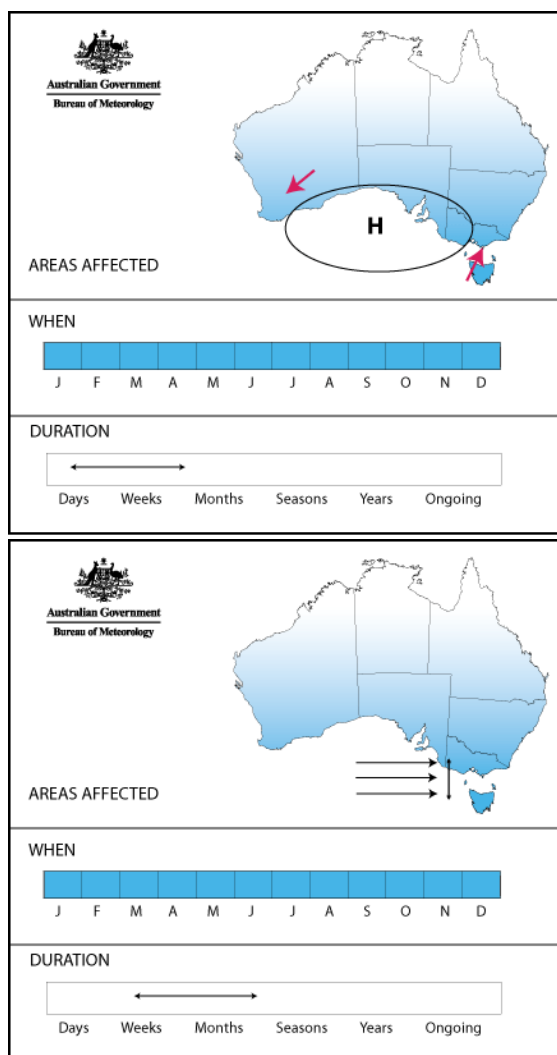 Australian Government
Bureau of Meteorology
H
AREAS AFFECTED
WHEN
J F M A M J J A S O N D
DURATION
Days Weeks Months Seasons Years Ongoing
Australian Government
Bureau of Meteorology
AREAS AFFECTED
WHEN
J F M A M J J A S O N D
DURATION
Days Weeks Months Seasons Years Ongoing